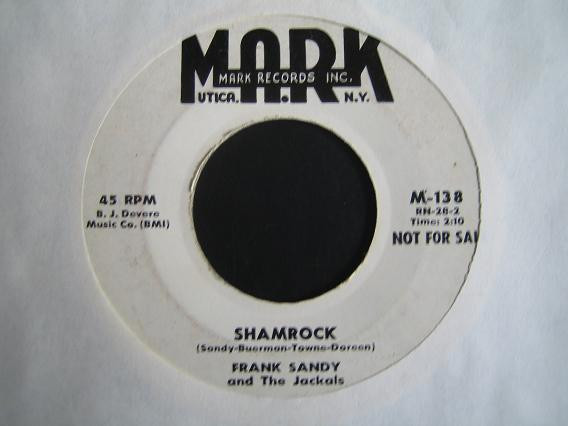 MARK
MARK RECORDS INC.
UTICA. N.Y.
45 RPM
B. J. Devere
Music Co. (BMI)
M-138
RN-28-2
Time: 2:10
NOT FOR SAL
SHAMROCK
(Sandy-Buerman-Towne-Doreen)
FRANK SANDY
and The Jackals